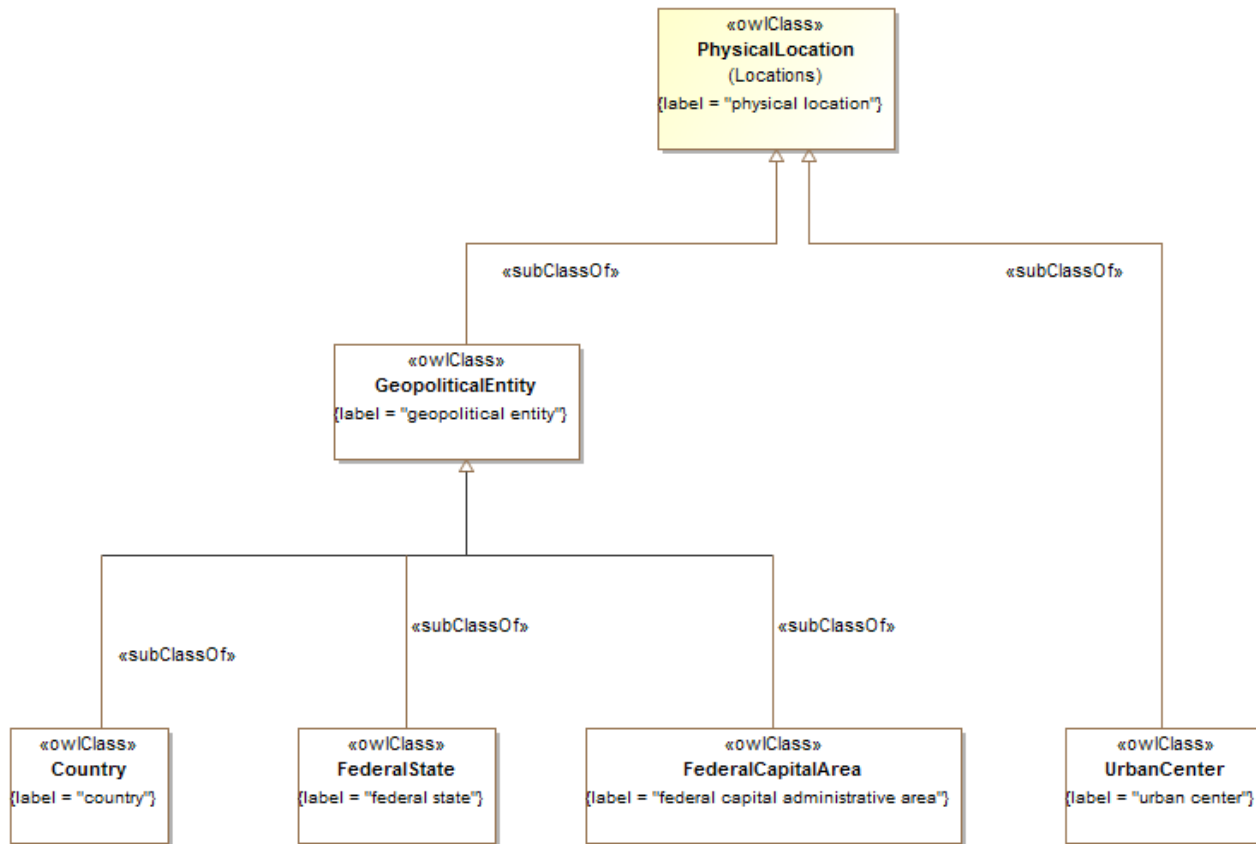 «owlClass»
PhysicalLocation
(Locations)
{label = "physical location"}
«subClassOf»
«subClassOf»
«owlClass»
GeopoliticalEntity
{label = "geopolitical entity"}
«subClassOf»
«subClassOf»
«subClassOf»
«owlClass»
Country
{label = "country"}
«owlClass»
FederalState
{label = "federal state"}
«owlClass»
FederalCapitalArea
{label = "federal capital administrative area"}
«owlClass»
UrbanCenter
{label = "urban center"}